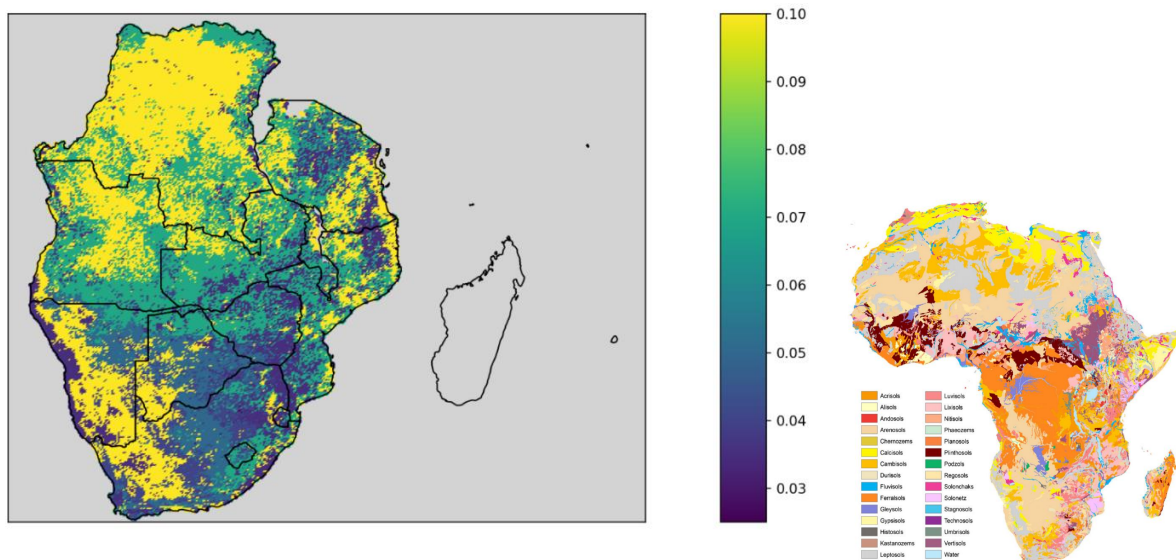 0.10
0.09
0.08
0.07
0.06
0.05
0.04
0.03
Acrisols
Alisols
Andosols
Arenosols
Chernozems
Calcisols
Cambisols
Durisols
Fluvisols
Ferralsols
Gleysols
Gypsisols
Histosols
Kastanozems
Leptosols
Luvisols
Lixisols
Nitisols
Phaeozems
Planosols
Plinthosols
Podzols
Regosols
Solonchaks
Solonetz
Stagnosols
Technosols
Umbrisols
Vertisols
Water